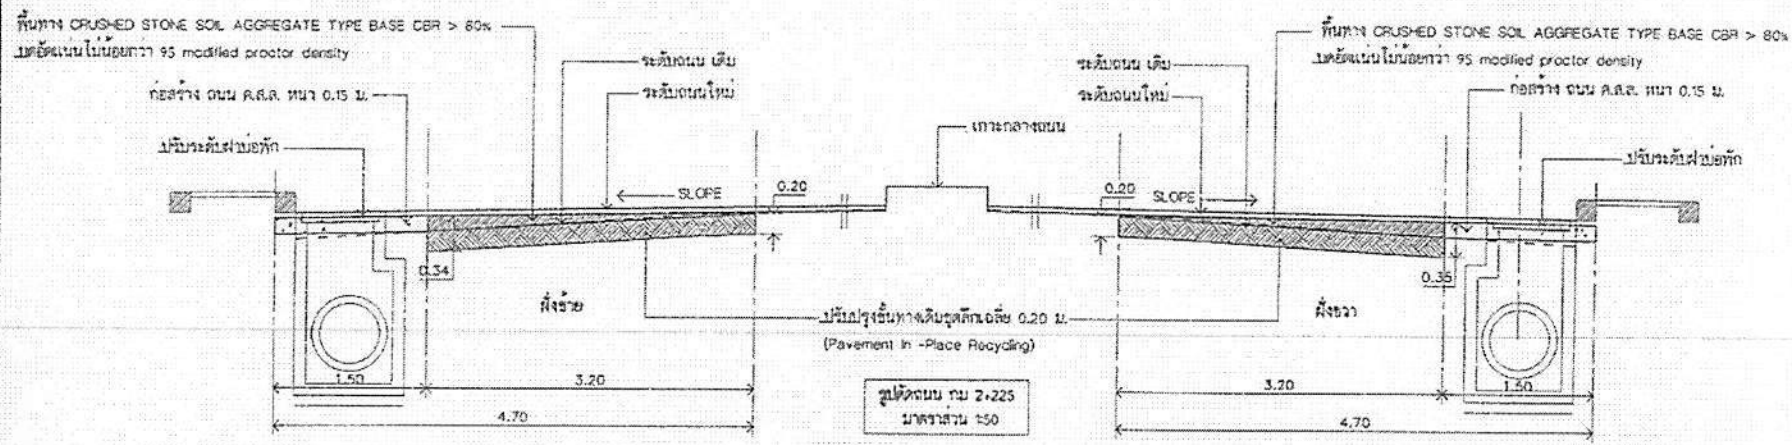 พื้นทาง CRUSHED STONE SOIL AGGREGATE TYPE BASE CBR > 80%
บดอัดแน่นไม่น้อยกว่า 95 modified proctor density
ก่อสร้าง ถนน ค.ส.ล. หนา 0.15 ม.
ปรับระดับฝาบ่อพัก
ระดับถนน เดิม
ระดับถนนใหม่
SLOPE
0.20
เกาะกลางถนน
พื้นทาง CRUSHED STONE SOIL AGGREGATE TYPE BASE CBR > 80%
บดอัดแน่นไม่น้อยกว่า 95 modified proctor density
ระดับถนน เดิม
ระดับถนนใหม่
ก่อสร้าง ถนน ค.ส.ล. หนา 0.15 ม.
ปรับระดับฝาบ่อพัก
0.20
SLOPE
0.34
ฝั่งซ้าย
0.35
ฝั่งขวา
ปรับปรุงชั้นทางเดิมขุดลึกเฉลี่ย 0.20 ม.
(Pavement In -Place Recycling)
1.50
3.20
4.70
3.20
1.50
4.70
รูปตัดถนน กม 2+225
มาตราส่วน 1:50